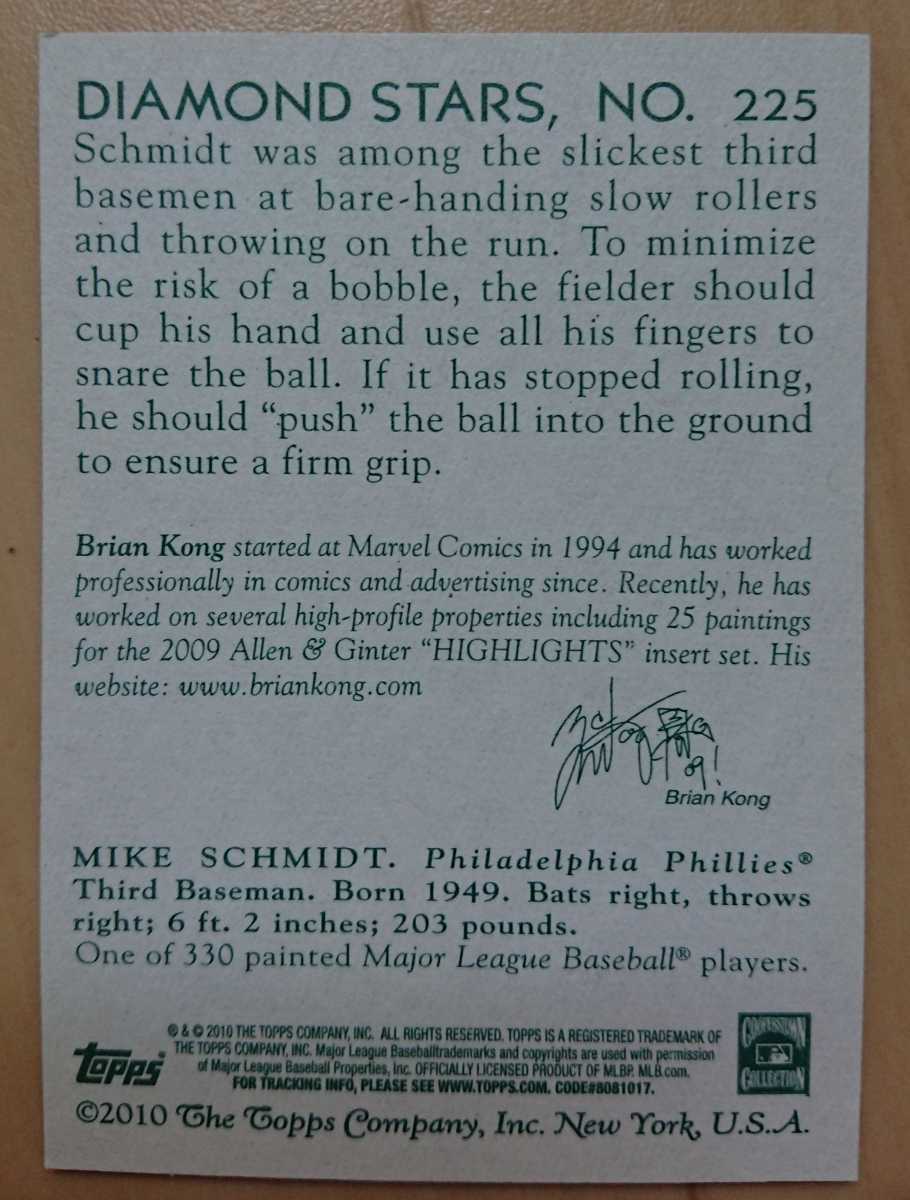 DIAMOND STARS, NO. 225
Schmidt was among the slickest third
basemen at bare-handing slow rollers
and throwing on the run. To minimize
the risk of a bobble, the fielder should
cup his hand and use all his fingers to
snare the ball. If it has stopped rolling,
he should “push” the ball into the ground
to ensure a firm grip.
Brian Kong started at Marvel Comics in 1994 and has worked
professionally in comics and advertising since. Recently, he has
worked on several high-profile properties including 25 paintings
for the 2009 Allen & Ginter “HIGHLIGHTS” insert set. His
website: www.briankong.com
Brian Kong
MIKE SCHMIDT. Philadelphia Phillies®
Third Baseman. Born 1949. Bats right, throws
right; 6 ft. 2 inches; 203 pounds.
One of 330 painted Major League Baseball® players.
® & © 2010 THE TOPPS COMPANY, INC. ALL RIGHTS RESERVED. TOPPS IS A REGISTERED TRADEMARK OF
THE TOPPS COMPANY, INC. Major League Baseballtrademarks and copyrights are used with permission
of Major League Baseball Properties, Inc. OFFICIALLY LICENSED PRODUCT OF MLBP. MLB.com.
FOR TRACKING INFO, PLEASE SEE WWW.TOPPS.COM. CODE#8081017.
topps
COOPERSTOWN
COLLECTION
©2010 The Topps Company, Inc. New York, U.S.A.